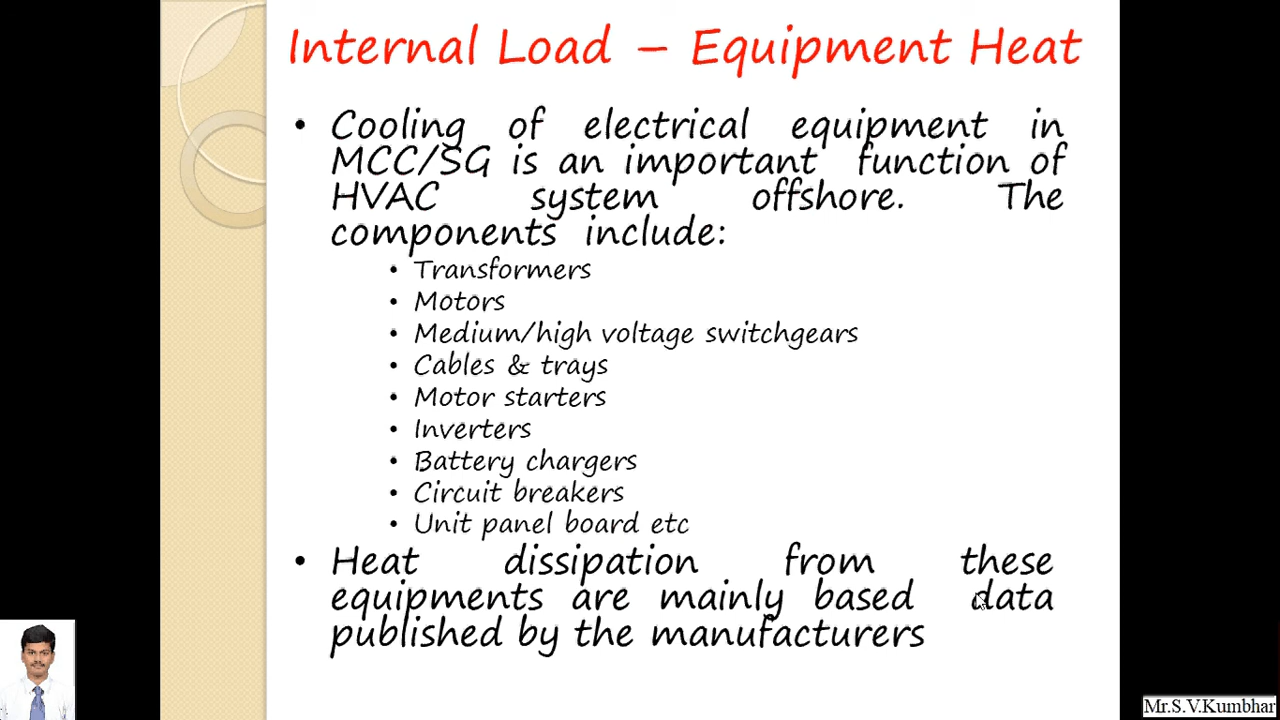 Internal Load – Equipment Heat
• Cooling of electrical equipment in
MCC/SG is an important function of
HVAC system offshore. The
components include:
• Transformers
• Motors
• Medium/high voltage switchgears
• Cables & trays
• Motor starters
• Inverters
• Battery chargers
• Circuit breakers
• Unit panel board etc
• Heat dissipation from these
equipments are mainly based data
published by the manufacturers
Mr.S.V.Kumbhar